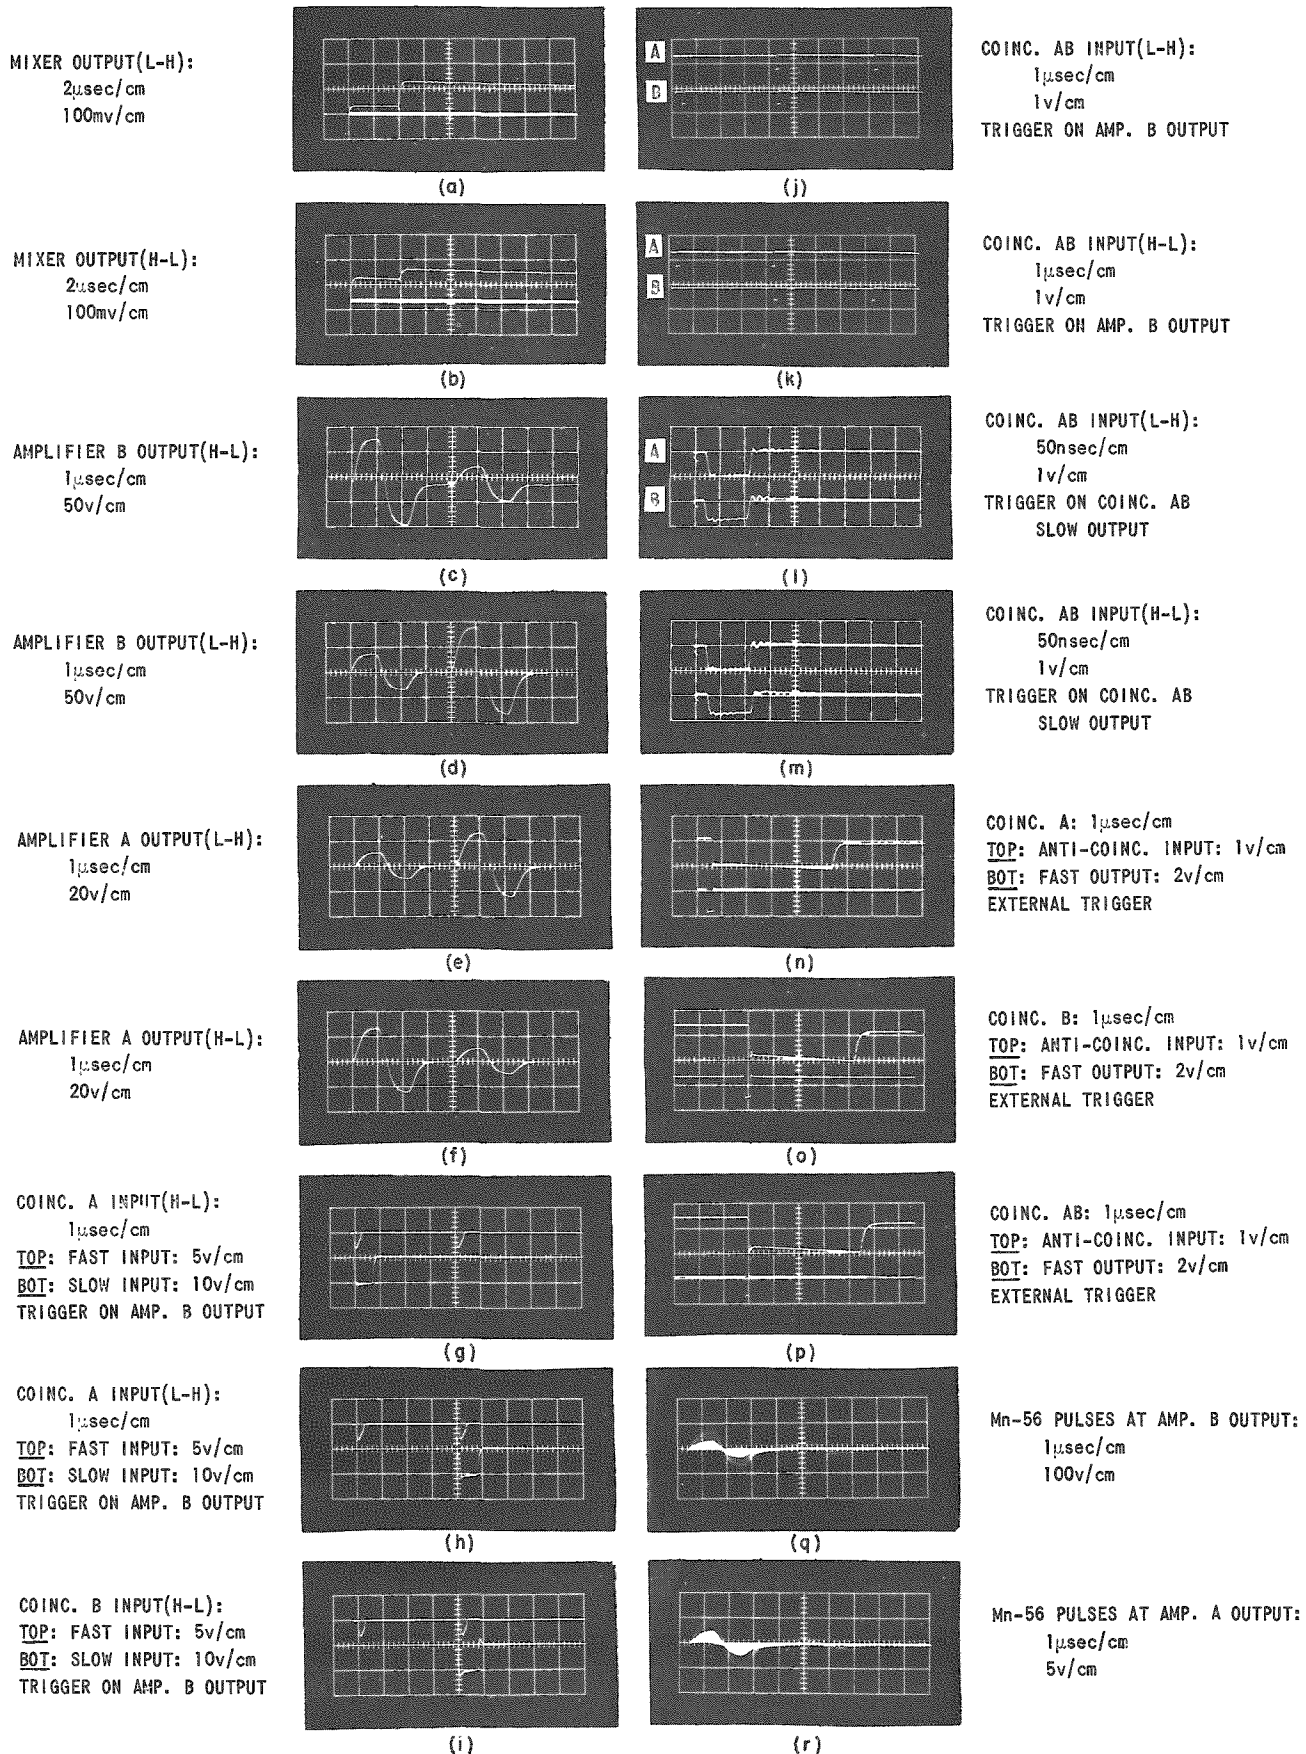 MIXER OUTPUT(L-H):
2μsec/cm
100mv/cm
(a)
MIXER OUTPUT(H-L):
2μsec/cm
100mv/cm
(b)
AMPLIFIER B OUTPUT(H-L):
1μsec/cm
50v/cm
(c)
AMPLIFIER B OUTPUT(L-H):
1μsec/cm
50v/cm
(d)
AMPLIFIER A OUTPUT(L-H):
1μsec/cm
20v/cm
(e)
AMPLIFIER A OUTPUT(H-L):
1μsec/cm
20v/cm
(f)
COINC. A INPUT(H-L):
1μsec/cm
TOP: FAST INPUT: 5v/cm
BOT: SLOW INPUT: 10v/cm
TRIGGER ON AMP. B OUTPUT
(g)
COINC. A INPUT(L-H):
1μsec/cm
TOP: FAST INPUT: 5v/cm
BOT: SLOW INPUT: 10v/cm
TRIGGER ON AMP. B OUTPUT
(h)
COINC. B INPUT(H-L):
TOP: FAST INPUT: 5v/cm
BOT: SLOW INPUT: 10v/cm
TRIGGER ON AMP. B OUTPUT
(i)
A
B
COINC. AB INPUT(L-H):
1μsec/cm
1v/cm
TRIGGER ON AMP. B OUTPUT
(j)
A
B
COINC. AB INPUT(H-L):
1μsec/cm
1v/cm
TRIGGER ON AMP. B OUTPUT
(k)
A
B
COINC. AB INPUT(L-H):
50nsec/cm
1v/cm
TRIGGER ON COINC. AB
SLOW OUTPUT
(l)
COINC. AB INPUT(H-L):
50nsec/cm
1v/cm
TRIGGER ON COINC. AB
SLOW OUTPUT
(m)
COINC. A: 1μsec/cm
TOP: ANTI-COINC. INPUT: 1v/cm
BOT: FAST OUTPUT: 2v/cm
EXTERNAL TRIGGER
(n)
COINC. B: 1μsec/cm
TOP: ANTI-COINC. INPUT: 1v/cm
BOT: FAST OUTPUT: 2v/cm
EXTERNAL TRIGGER
(o)
COINC. AB: 1μsec/cm
TOP: ANTI-COINC. INPUT: 1v/cm
BOT: FAST OUTPUT: 2v/cm
EXTERNAL TRIGGER
(p)
Mn-56 PULSES AT AMP. B OUTPUT:
1μsec/cm
100v/cm
(q)
Mn-56 PULSES AT AMP. A OUTPUT:
1μsec/cm
5v/cm
(r)